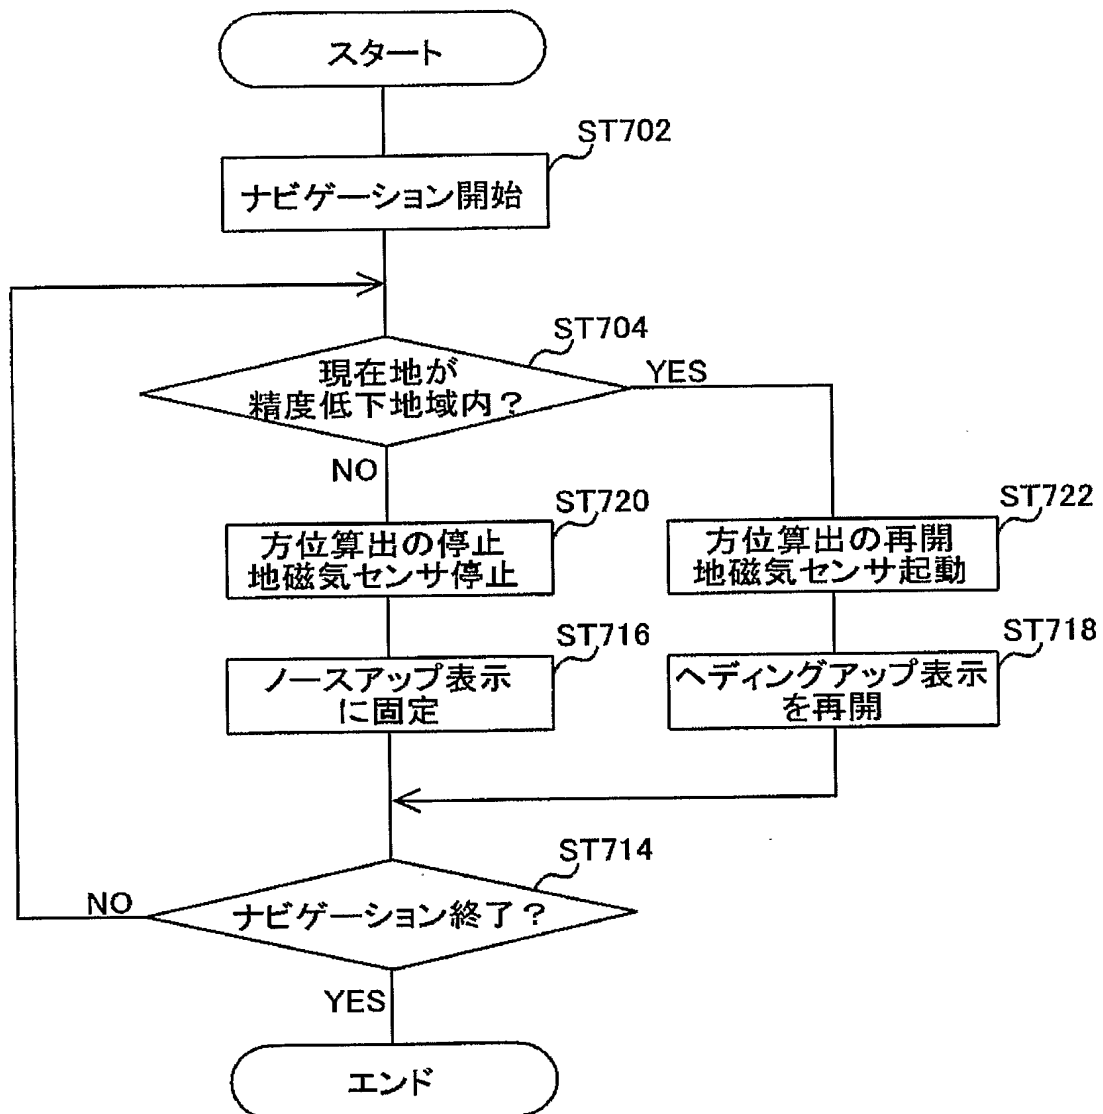 スタート
ST702
ナビゲーション開始
ST704
現在地が
精度低下地域内？
YES
NO
ST720
方位算出の停止
地磁気センサ停止
ST722
方位算出の再開
地磁気センサ起動
ST716
ノースアップ表示
に固定
ST718
ヘディングアップ表示
を再開
ST714
ナビゲーション終了？
NO
YES
エンド